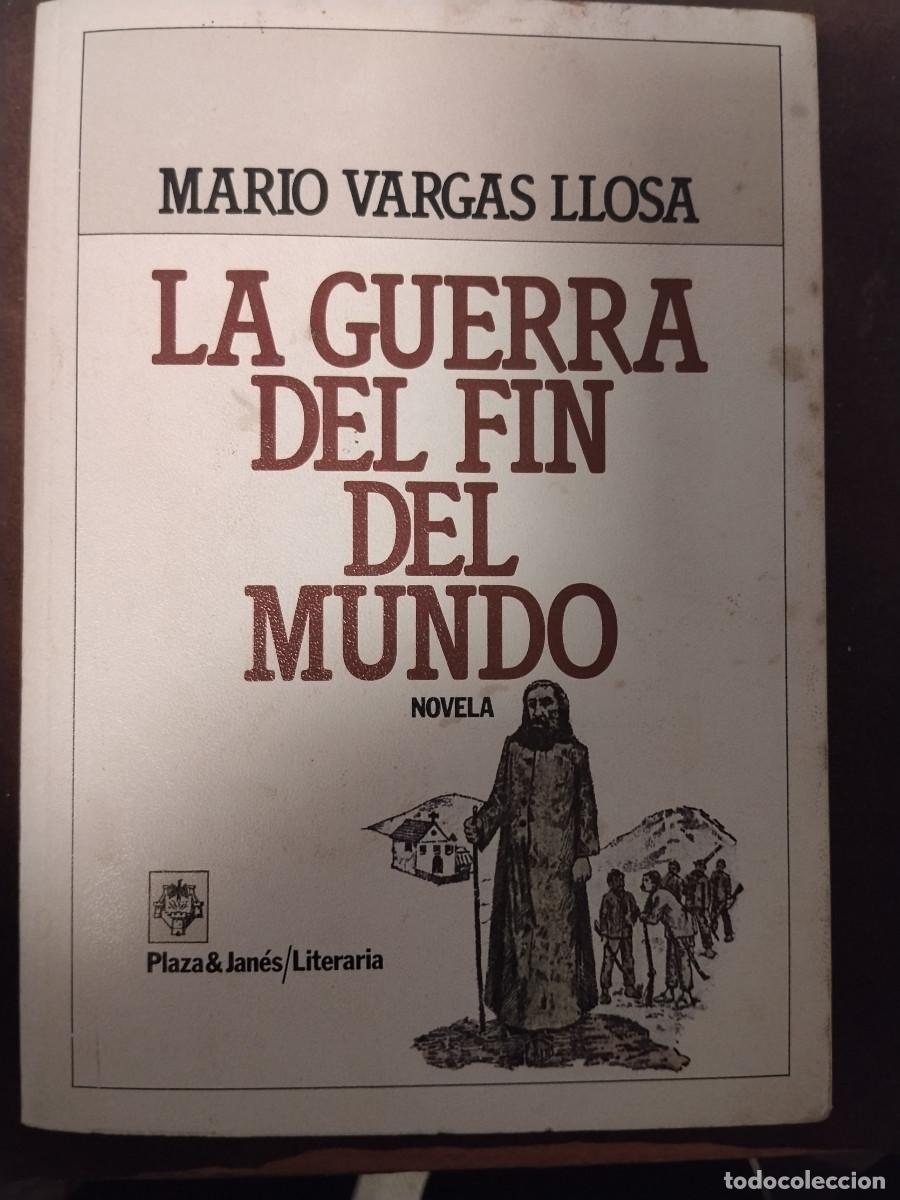 MARIO VARGAS LLOSA
LA GUERRA
DEL FIN
DEL
MUNDO
NOVELA
Plaza & Janés/Literaria
todocoleccion